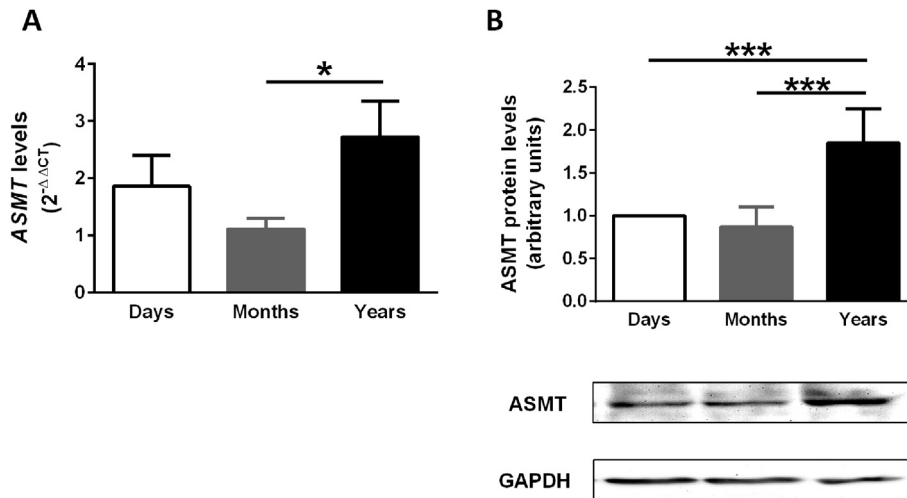 A
ASMT levels
(2-Δ ΔCT)
4
3
2
1
0
*
Days
Months
Years
B
ASMT protein levels
(arbitrary units)
2.5
2.0
1.5
1.0
0.5
0.0
***
***
Days
Months
Years
ASMT
GAPDH